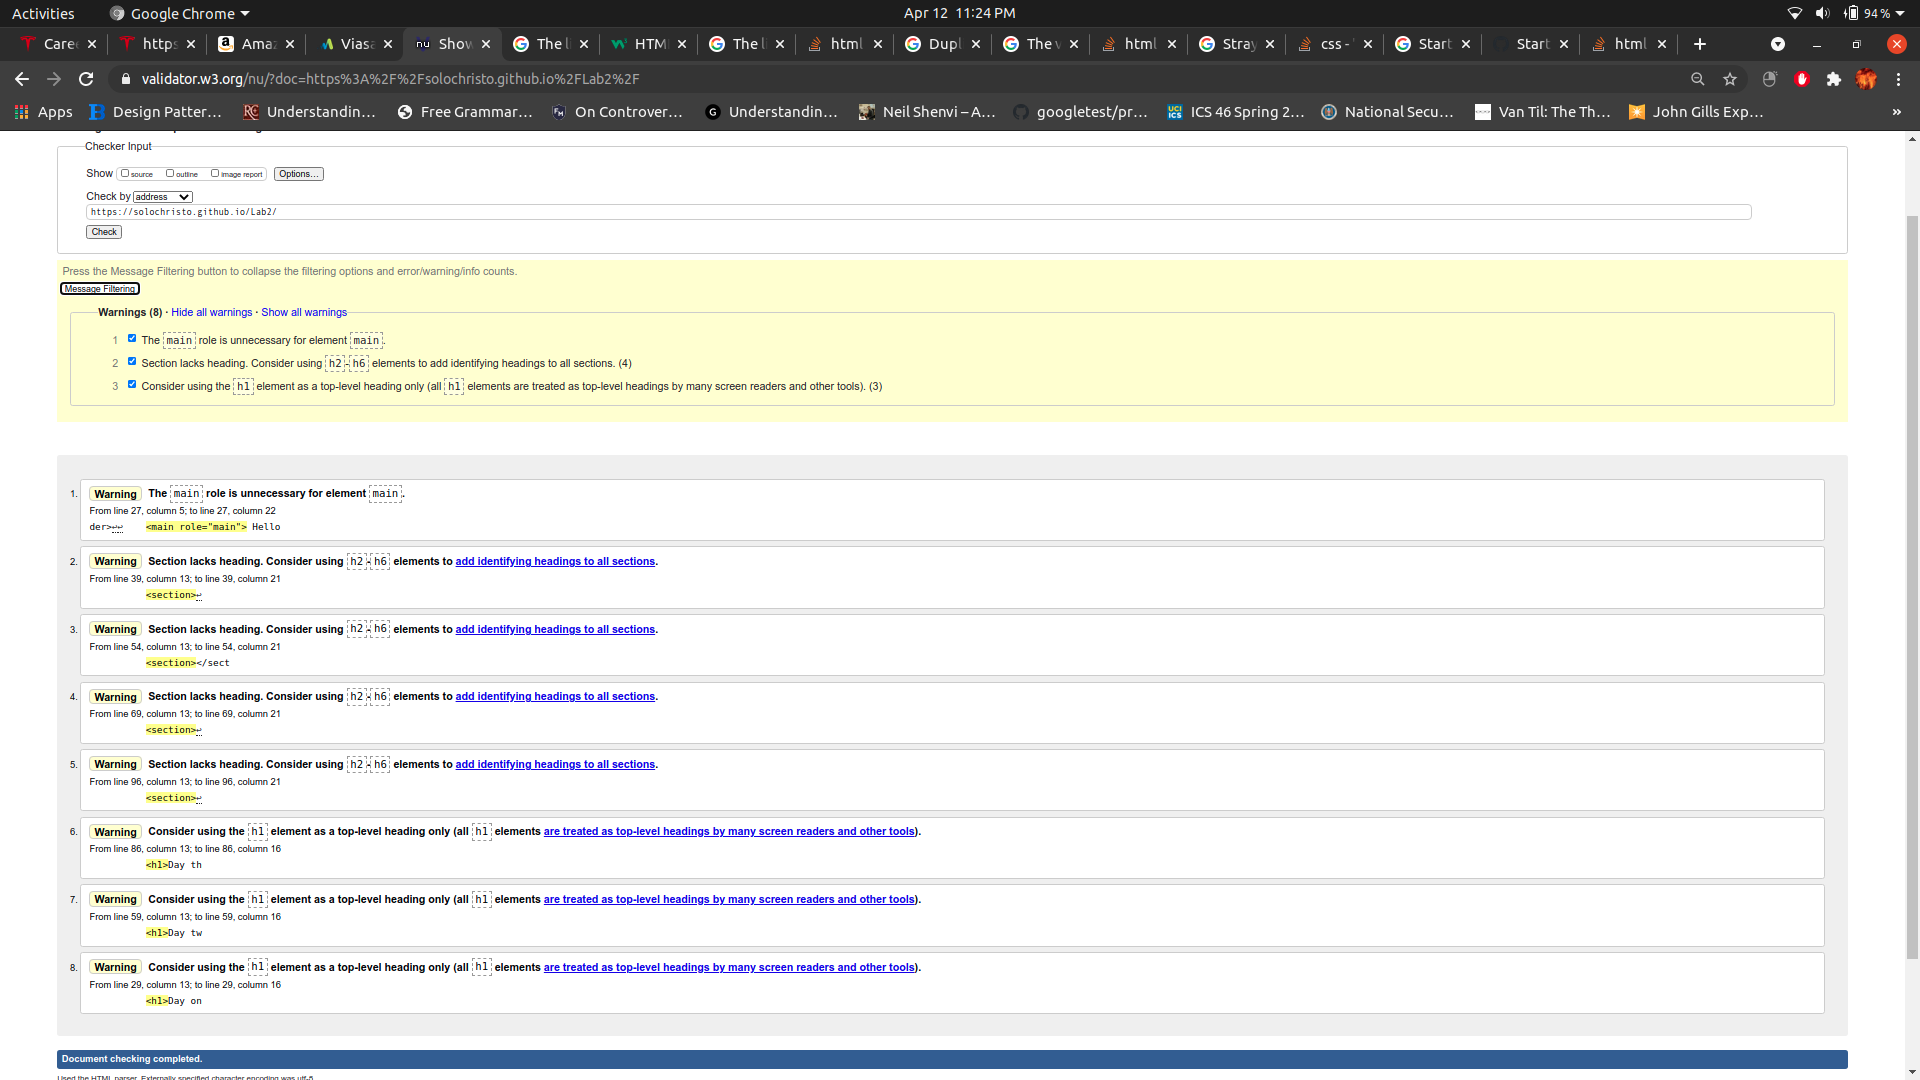 Activities Google Chrome Apr 12 11:24 PM 94 %
Caree https: Amaz Viasa Show The li HTML The li html Dupl The v html Stray css - Start Start html
validator.w3.org/nu/?doc=https%3A%2F%2Fsolochristo.github.io%2FLab2%2F
Apps Design Patter... Understandin... Free Grammar... On Controver... Understandin... Neil Shenvi – A... googletest/pr... ICS 46 Spring 2... National Secu... Van Til: The Th... John Gills Exp... »
Checker Input
Show source outline image report Options...
Check by address
https://solochristo.github.io/Lab2/
Check
Press the Message Filtering button to collapse the filtering options and error/warning/info counts.
Message Filtering
Warnings (8) · Hide all warnings · Show all warnings
1 The main role is unnecessary for element main.
2 Section lacks heading. Consider using h2-h6 elements to add identifying headings to all sections. (4)
3 Consider using the h1 element as a top-level heading only (all h1 elements are treated as top-level headings by many screen readers and other tools). (3)
1. Warning The main role is unnecessary for element main.
From line 27, column 5; to line 27, column 22
der>↩↩ <main role="main"> Hello
2. Warning Section lacks heading. Consider using h2-h6 elements to add identifying headings to all sections.
From line 39, column 13; to line 39, column 21
<section>↩
3. Warning Section lacks heading. Consider using h2-h6 elements to add identifying headings to all sections.
From line 54, column 13; to line 54, column 21
<section></sect
4. Warning Section lacks heading. Consider using h2-h6 elements to add identifying headings to all sections.
From line 69, column 13; to line 69, column 21
<section>↩
5. Warning Section lacks heading. Consider using h2-h6 elements to add identifying headings to all sections.
From line 96, column 13; to line 96, column 21
<section>↩
6. Warning Consider using the h1 element as a top-level heading only (all h1 elements are treated as top-level headings by many screen readers and other tools).
From line 86, column 13; to line 86, column 16
<h1>Day th
7. Warning Consider using the h1 element as a top-level heading only (all h1 elements are treated as top-level headings by many screen readers and other tools).
From line 59, column 13; to line 59, column 16
<h1>Day tw
8. Warning Consider using the h1 element as a top-level heading only (all h1 elements are treated as top-level headings by many screen readers and other tools).
From line 29, column 13; to line 29, column 16
<h1>Day on
Document checking completed.
Used the HTML parser. Externally specified character encoding was utf-8.